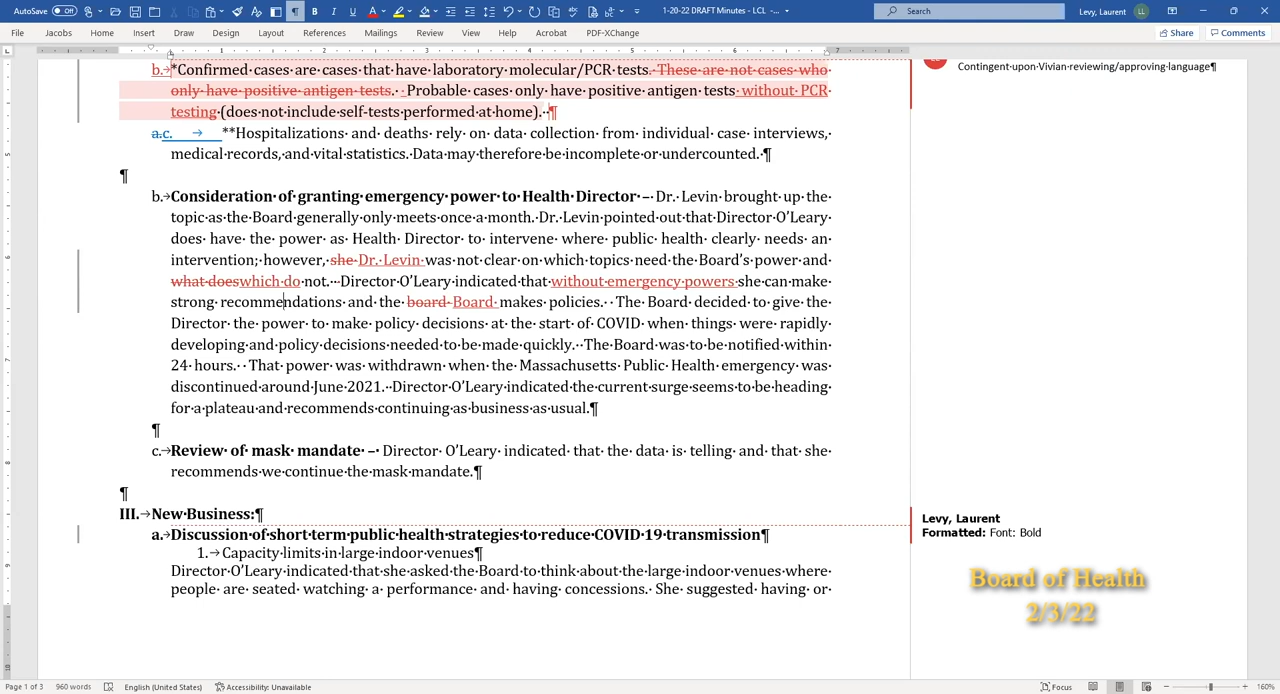 AutoSave Off
1-20-22 DRAFT Minutes - LCL -...
Search
Levy, Laurent LL
File Jacobs Home Insert Draw Design Layout References Mailings Review View Help Acrobat PDF-XChange Share Comments
b.→*Confirmed·cases·are·cases·that·have·laboratory·molecular/PCR·tests.·These·are·not·cases·who·
only·have·positive·antigen·tests.··Probable·cases·only·have·positive·antigen·tests·without·PCR·
testing·(does·not·include·self-tests·performed·at·home).··¶
a.c. → **Hospitalizations·and·deaths·rely·on·data·collection·from·individual·case·interviews,·
medical·records,·and·vital·statistics.·Data·may·therefore·be·incomplete·or·undercounted.·¶
¶
b.→Consideration·of·granting·emergency·power·to·Health·Director·–·Dr.·Levin·brought·up·the·
topic·as·the·Board·generally·only·meets·once·a·month.·Dr.·Levin·pointed·out·that·Director·O’Leary·
does·have·the·power·as·Health·Director·to·intervene·where·public·health·clearly·needs·an·
intervention;·however,·she·Dr.·Levin·was·not·clear·on·which·topics·need·the·Board’s·power·and·
what·doeswhich·do·not.··Director·O’Leary·indicated·that·without·emergency·powers·she·can·make·
strong·recommendations·and·the·board·Board·makes·policies.··The·Board·decided·to·give·the·
Director·the·power·to·make·policy·decisions·at·the·start·of·COVID·when·things·were·rapidly·
developing·and·policy·decisions·needed·to·be·made·quickly.··The·Board·was·to·be·notified·within·
24·hours.··That·power·was·withdrawn·when·the·Massachusetts·Public·Health·emergency·was·
discontinued·around·June·2021.··Director·O’Leary·indicated·the·current·surge·seems·to·be·heading·
for·a·plateau·and·recommends·continuing·as·business·as·usual.¶
¶
c.→Review·of·mask·mandate·–·Director·O’Leary·indicated·that·the·data·is·telling·and·that·she·
recommends·we·continue·the·mask·mandate.¶
¶
III.→New·Business:¶
a.→Discussion·of·short·term·public·health·strategies·to·reduce·COVID-19·transmission¶
1.→Capacity·limits·in·large·indoor·venues¶
Director·O’Leary·indicated·that·she·asked·the·Board·to·think·about·the·large·indoor·venues·where·
people·are·seated·watching·a·performance·and·having·concessions.·She·suggested·having·or·
Contingent·upon·Vivian·reviewing/approving·language¶
Levy, Laurent
Formatted: Font: Bold
Board of Health
2/3/22
Page 1 of 3 960 words English (United States) Accessibility: Unavailable Focus 160%